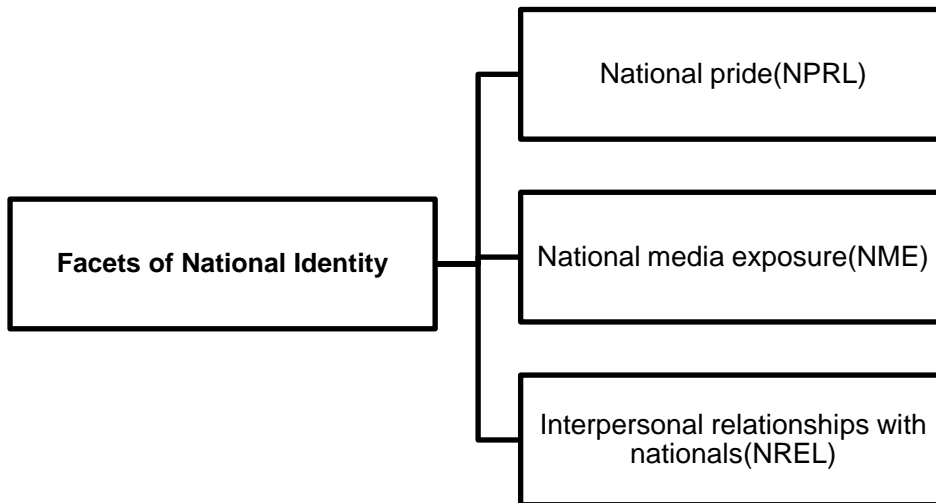 National pride(NPRL)
Facets of National Identity
National media exposure(NME)
Interpersonal relationships with
nationals(NREL)